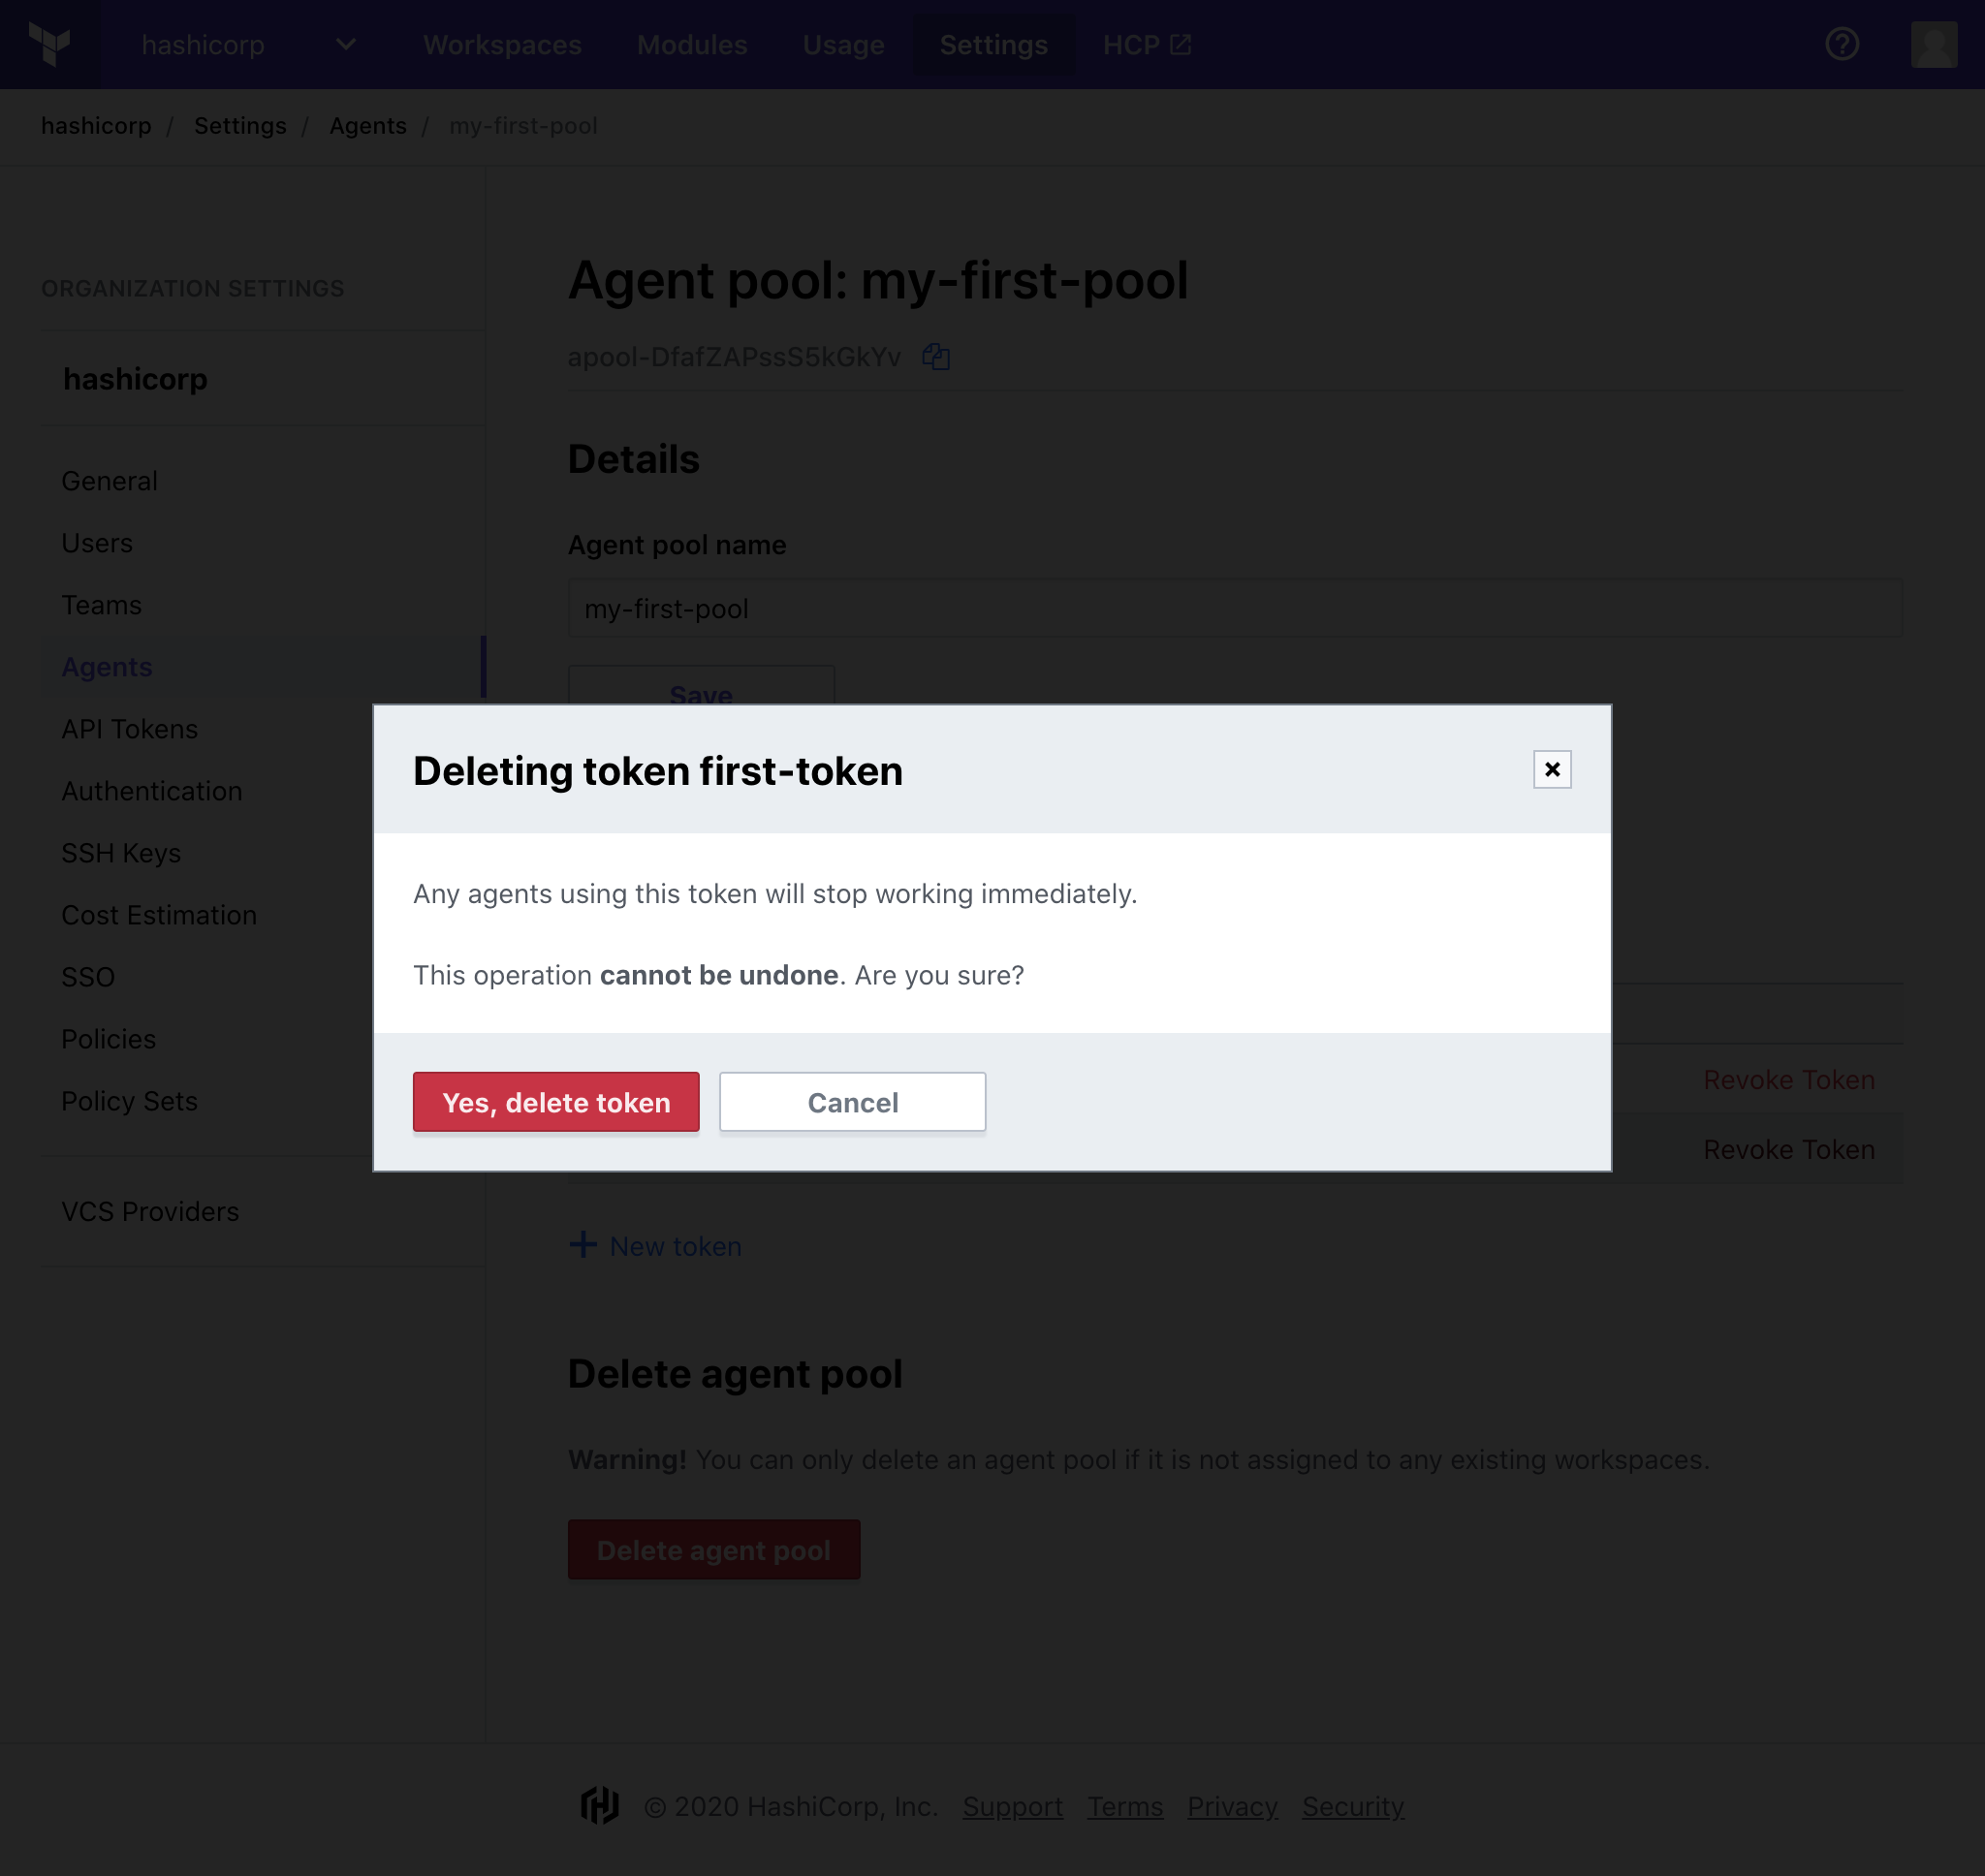 hashicorp Workspaces Modules Usage Settings HCP
hashicorp / Settings / Agents / my-first-pool
ORGANIZATION SETTINGS
hashicorp
General
Users
Teams
Agents
API Tokens
Authentication
SSH Keys
Cost Estimation
SSO
Policies
Policy Sets
VCS Providers
Agent pool: my-first-pool
apool-DfafZAPssS5kGkYv
Details
Agent pool name
my-first-pool
Save
Deleting token first-token
Any agents using this token will stop working immediately.
This operation cannot be undone. Are you sure?
Yes, delete token Cancel
Revoke Token
Revoke Token
New token
Delete agent pool
Warning! You can only delete an agent pool if it is not assigned to any existing workspaces.
Delete agent pool
© 2020 HashiCorp, Inc. Support Terms Privacy Security